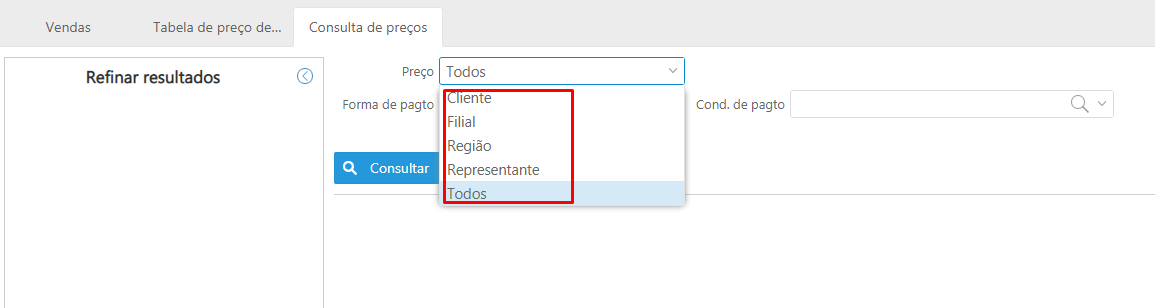 Vendas
Tabela de preço de...
Consulta de preços
Refinar resultados
Preço
Todos
Forma de pagto
Cond. de pagto
Cliente
Filial
Região
Representante
Todos
Consultar